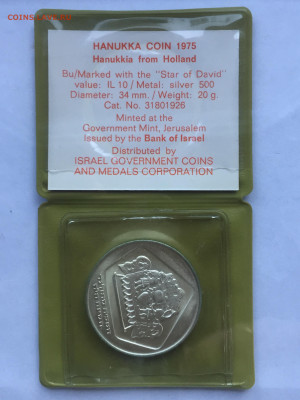 HANUKKA COIN 1975
Hanukkia from Holland
Bu/Marked with the "Star of David"
value: IL 10 / Metal: silver 500
Diameter: 34 mm. / Weight: 20 g.
Cat. No. 31801926
Minted at the
Government Mint, Jerusalem
Issued by the Bank of Israel
Distributed by
ISRAEL GOVERNMENT COINS
AND MEDALS CORPORATION